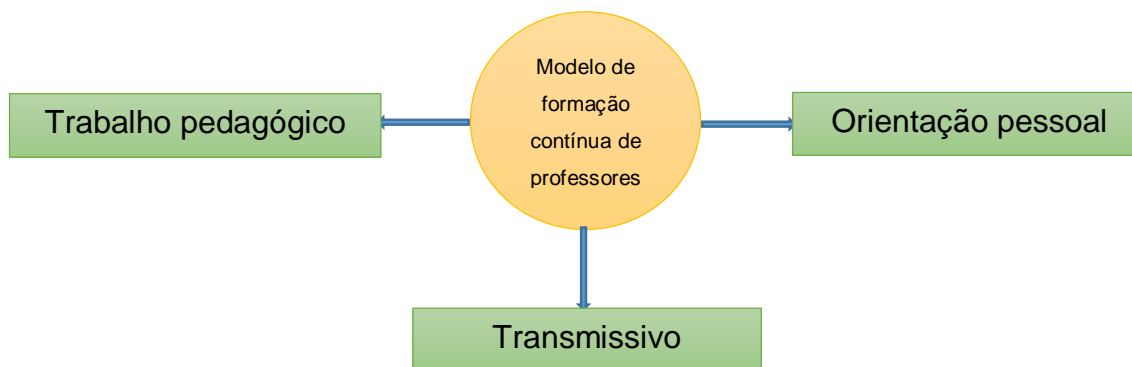 Modelo de
formação
contínua de
professores
Trabalho pedagógico
Orientação pessoal
Transmissivo